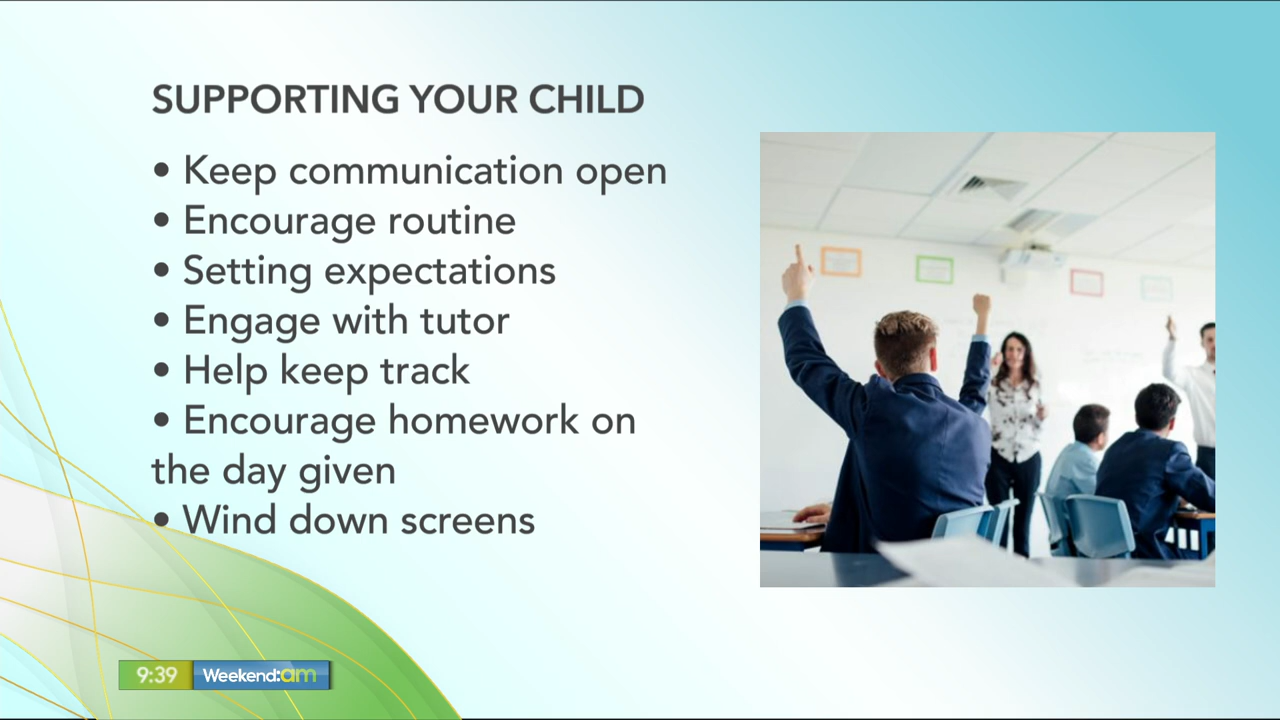 SUPPORTING YOUR CHILD
• Keep communication open
• Encourage routine
• Setting expectations
• Engage with tutor
• Help keep track
• Encourage homework on
the day given
• Wind down screens
9:39 Weekend:am